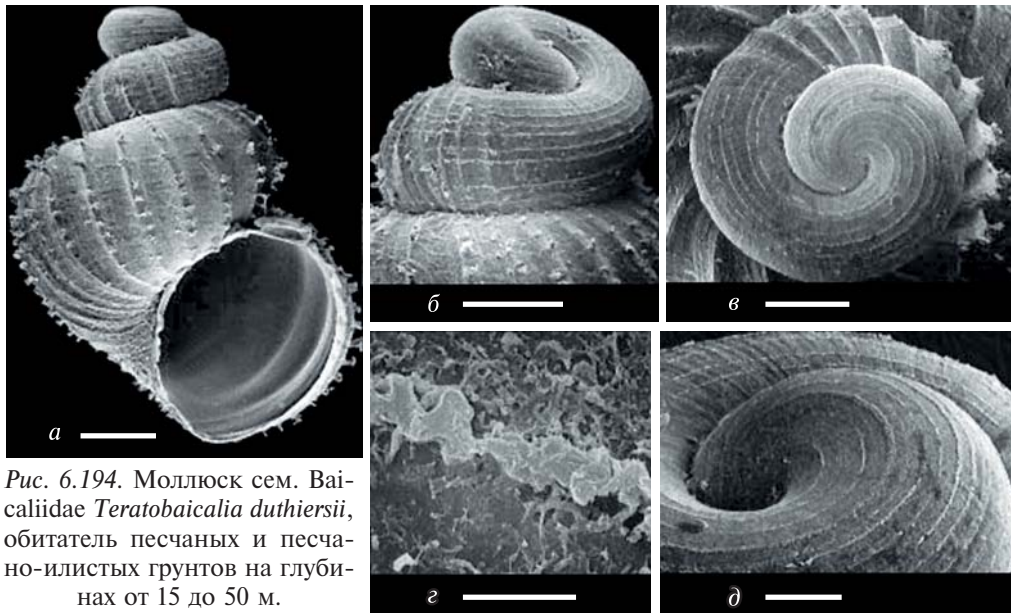 а
б
в
г
д
Рис. 6.194. Моллюск сем. Bai-
caliidae Teratobaicalia duthiersii,
обитатель песчаных и песча-
но-илистых грунтов на глуби-
нах от 15 до 50 м.